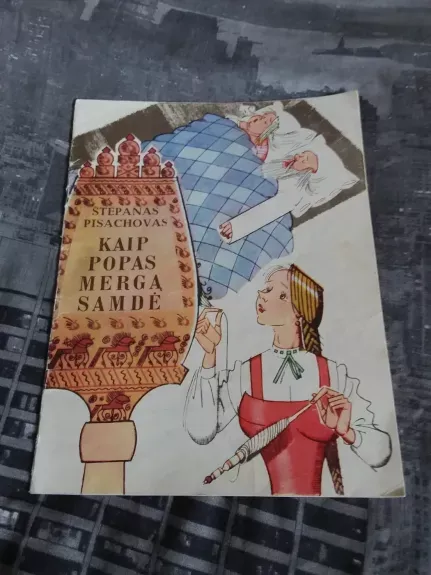 STEPANAS
PISACHOVAS
KAIP
POPAS
MERGĄ
SAMDĖ